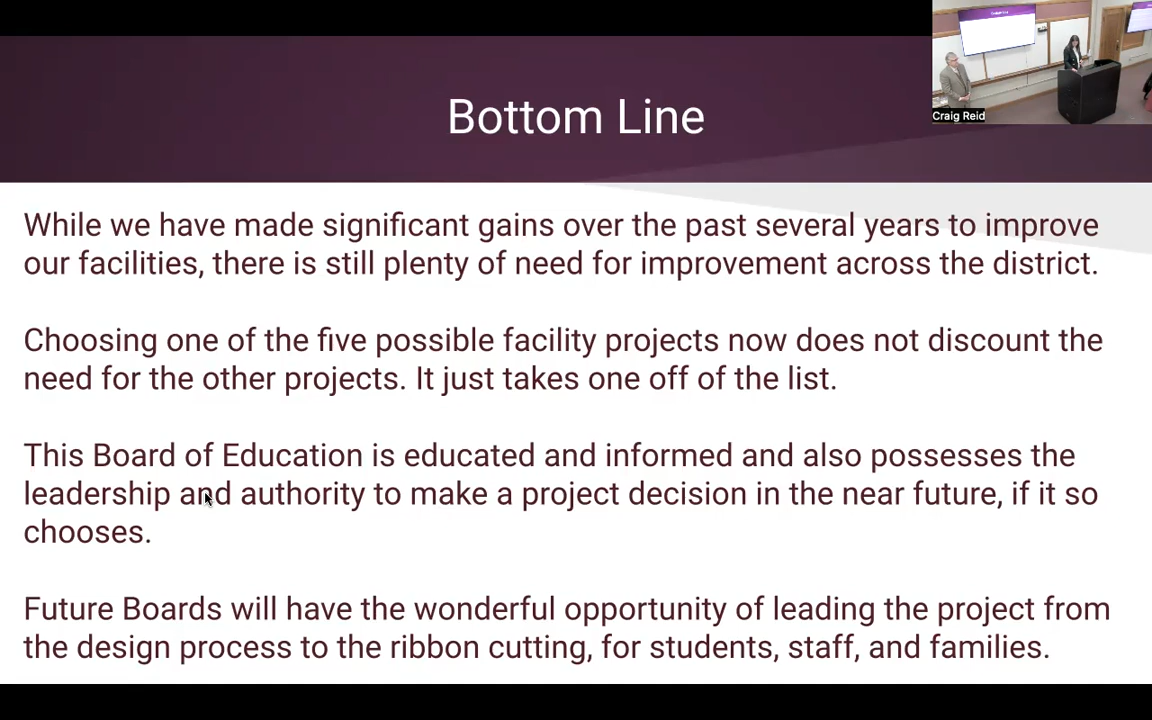 Bottom Line
Craig Reid
While we have made significant gains over the past several years to improve
our facilities, there is still plenty of need for improvement across the district.
Choosing one of the five possible facility projects now does not discount the
need for the other projects. It just takes one off of the list.
This Board of Education is educated and informed and also possesses the
leadership and authority to make a project decision in the near future, if it so
chooses.
Future Boards will have the wonderful opportunity of leading the project from
the design process to the ribbon cutting, for students, staff, and families.